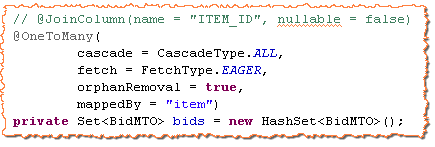 // @JoinColumn(name = "ITEM_ID", nullable = false)
@OneToMany(
cascade = CascadeType.ALL,
fetch = FetchType.EAGER,
orphanRemoval = true,
mappedBy = "item")
private Set<BidMTO> bids = new HashSet<BidMTO>();